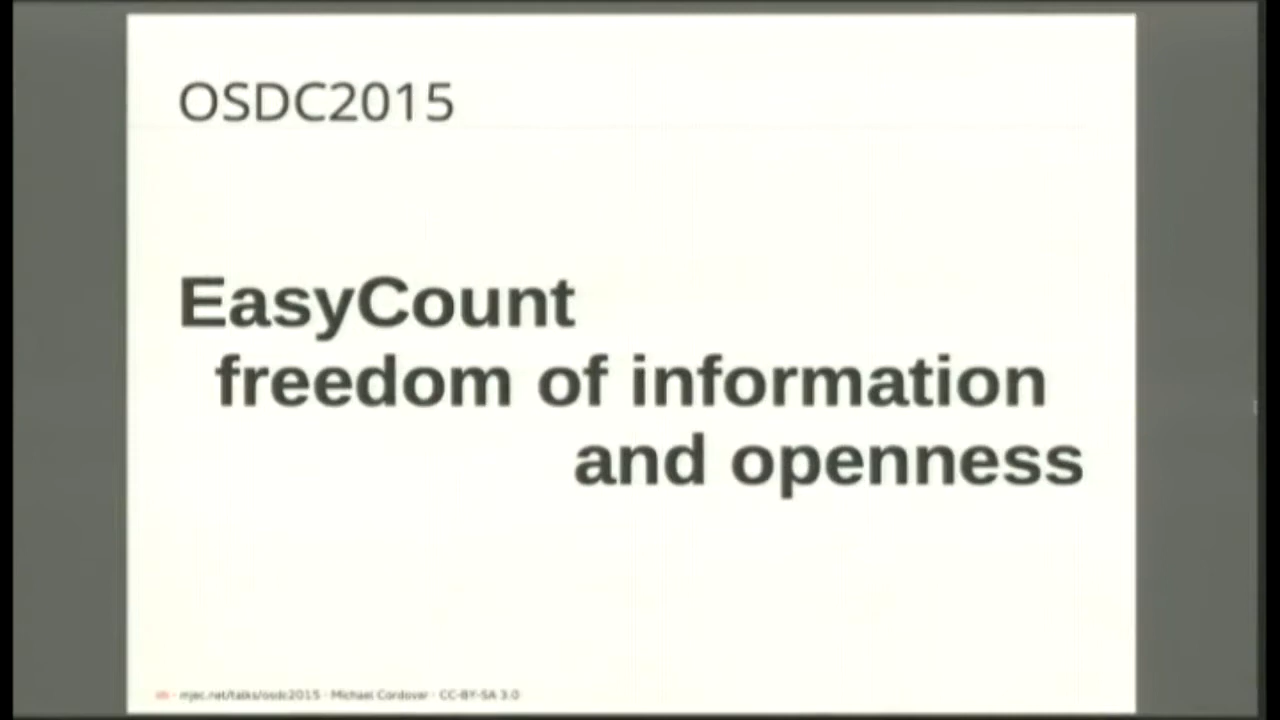 OSDC2015
EasyCount
freedom of information
and openness
· mjec.net/talks/osdc2015 · Michael Cordover · CC-BY-SA 3.0